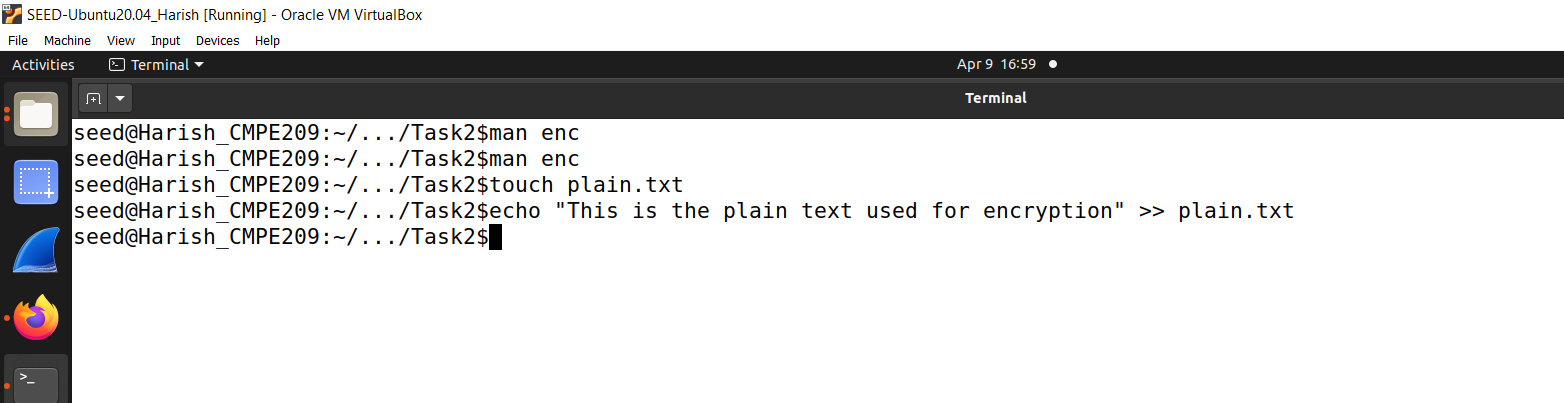 SEED-Ubuntu20.04_Harish [Running] - Oracle VM VirtualBox
File Machine View Input Devices Help
Activities Terminal Apr 9 16:59
Terminal
seed@Harish_CMPE209:~/.../Task2$man enc
seed@Harish_CMPE209:~/.../Task2$man enc
seed@Harish_CMPE209:~/.../Task2$touch plain.txt
seed@Harish_CMPE209:~/.../Task2$echo "This is the plain text used for encryption" >> plain.txt
seed@Harish_CMPE209:~/.../Task2$